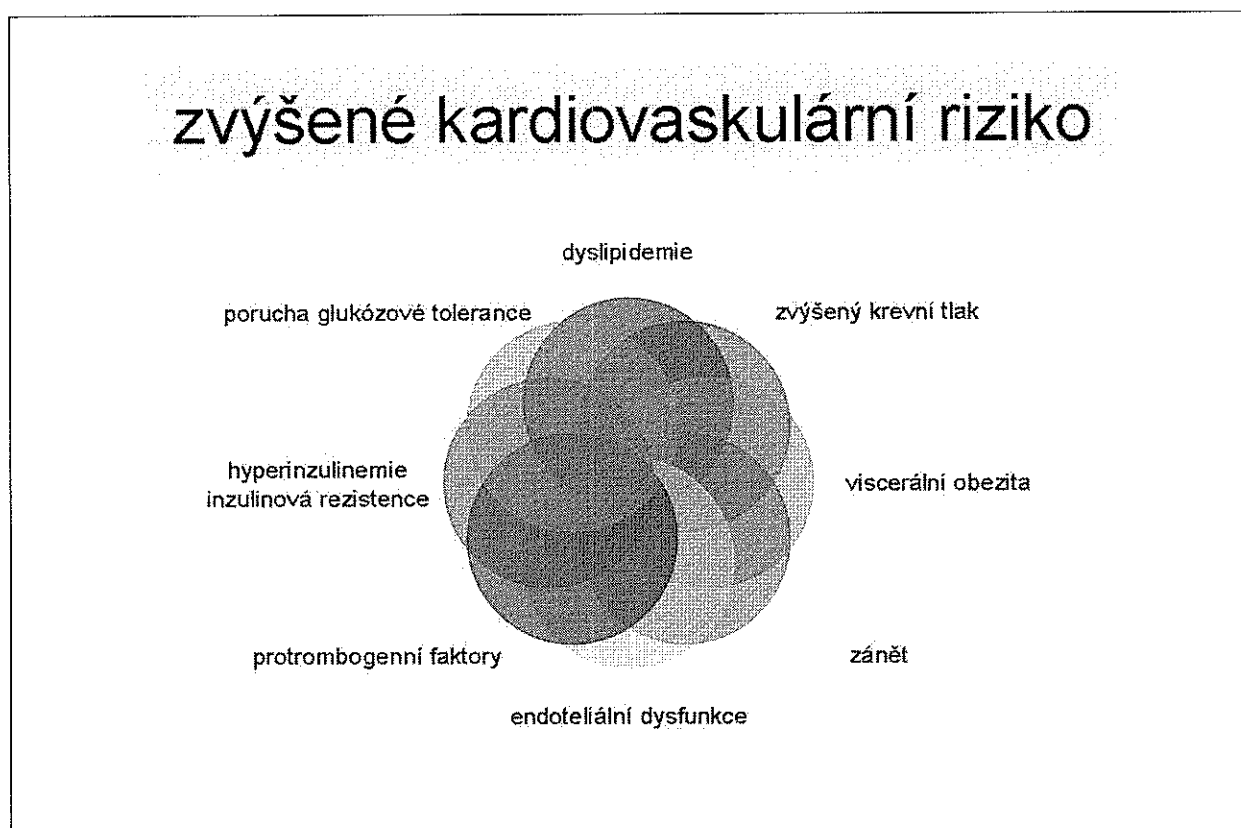 zvýšené kardiovaskulární riziko
dyslipidemie
porucha glukózové tolerance
zvýšený krevní tlak
hyperinzulinemie
inzulinová rezistence
viscerální obezita
protrombogenní faktory
zánět
endoteliální dysfunkce